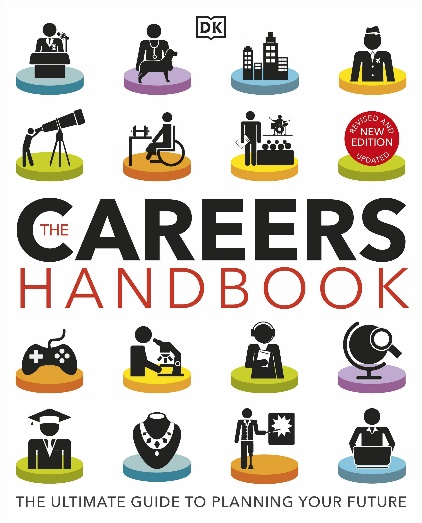 DK
REVISED AND
NEW
EDITION
UPDATED
THE
CAREERS
HANDBOOK
THE ULTIMATE GUIDE TO PLANNING YOUR FUTURE